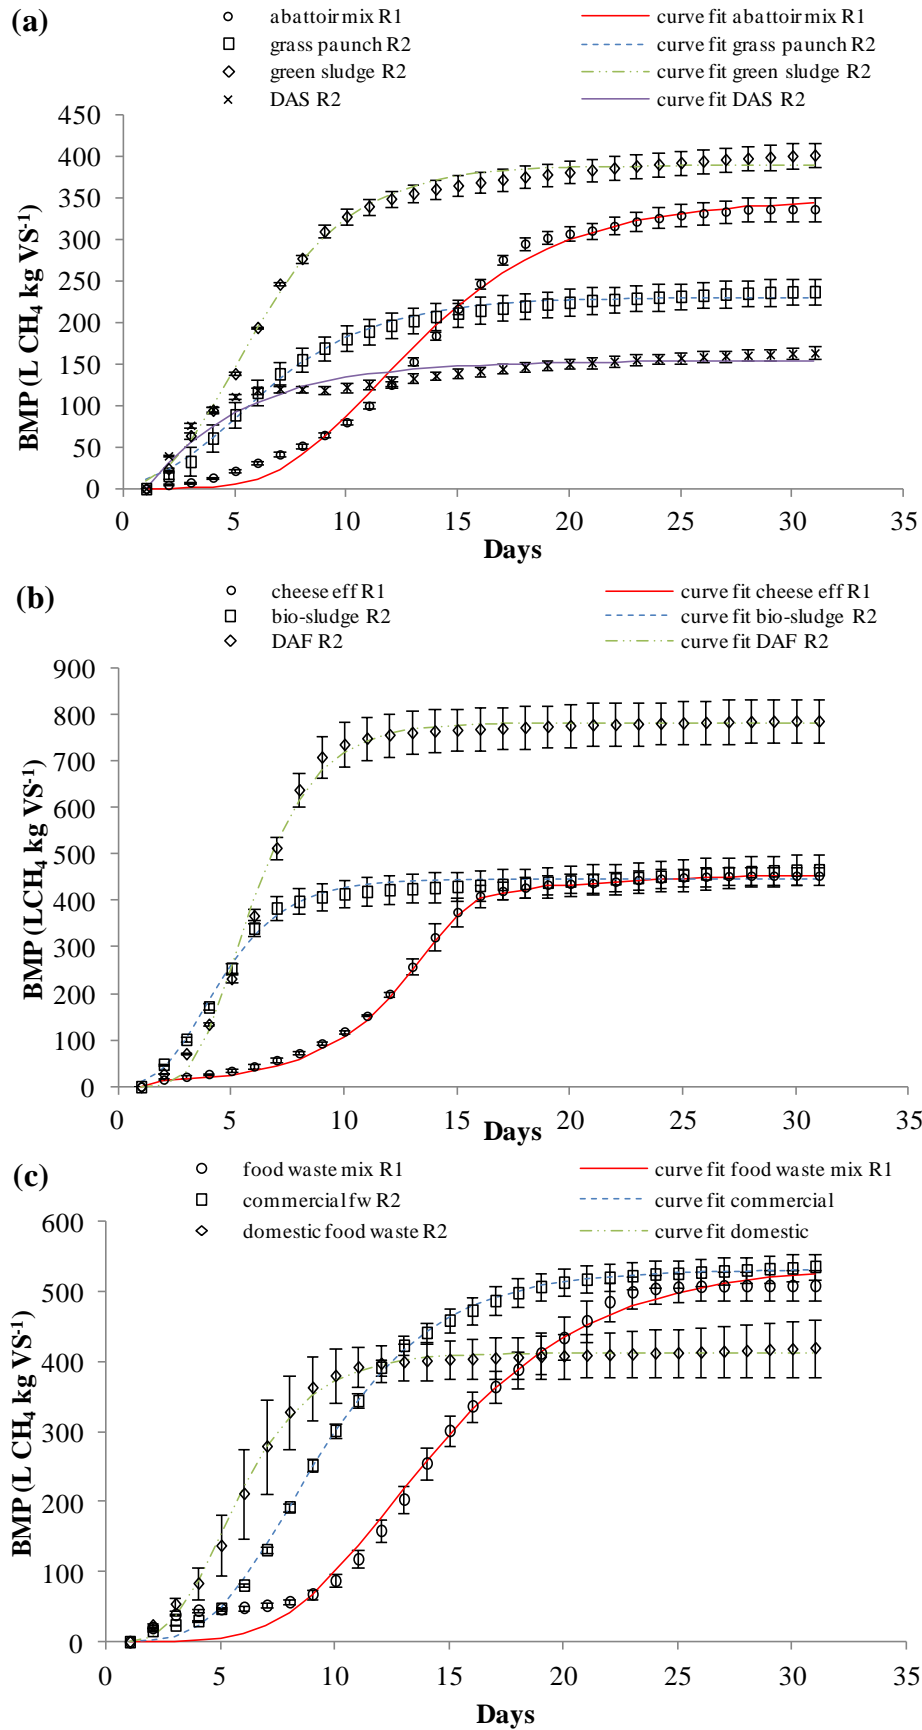 (a)
abattoir mix R1
curve fit abattoir mix R1
grass paunch R2
curve fit grass paunch R2
green sludge R2
curve fit green sludge R2
DAS R2
curve fit DAS R2
450
400
350
300
250
200
150
100
50
0
BMP (L CH4 kg VS-1)
0 5 10 15 20 25 30 35
Days
(b)
cheese eff R1
curve fit cheese eff R1
bio-sludge R2
curve fit bio-sludge R2
DAF R2
curve fit DAF R2
900
800
700
600
500
400
300
200
100
0
BMP (LCH4 kg VS-1)
0 5 10 15 20 25 30 35
Days
(c)
food waste mix R1
curve fit food waste mix R1
commercial fw R2
curve fit commercial
domestic food waste R2
curve fit domestic
600
500
400
300
200
100
0
BMP (L CH4 kg VS-1)
0 5 10 15 20 25 30 35
Days